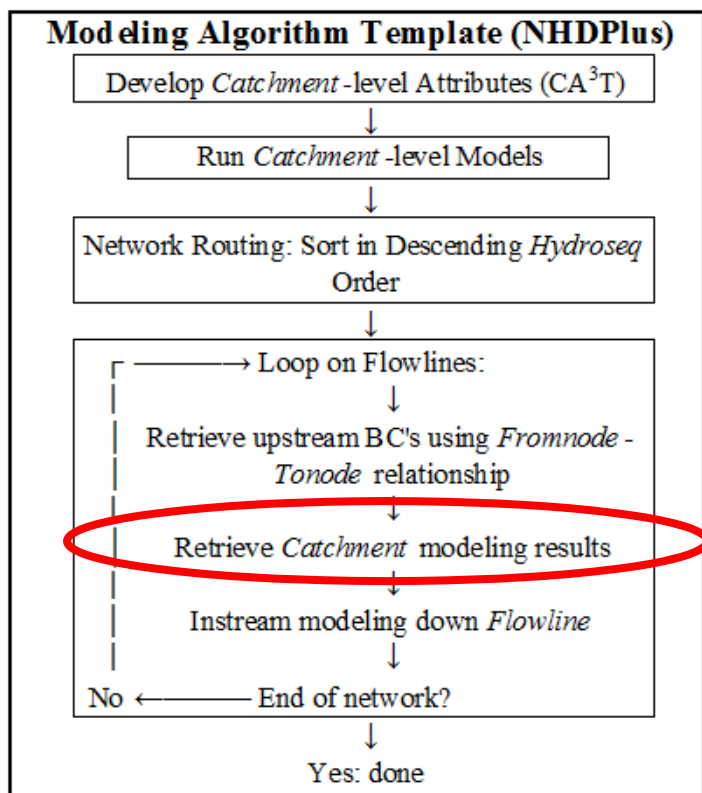 Modeling Algorithm Template (NHDPlus)
Develop Catchment-level Attributes (CA³T)
↓
Run Catchment-level Models
↓
Network Routing: Sort in Descending Hydroseq
Order
↓
→ Loop on Flowlines:
↓
Retrieve upstream BC's using Fromnode -
Tonode relationship
↓
Retrieve Catchment modeling results
↓
Instream modeling down Flowline
↓
No ← End of network?
↓
Yes: done